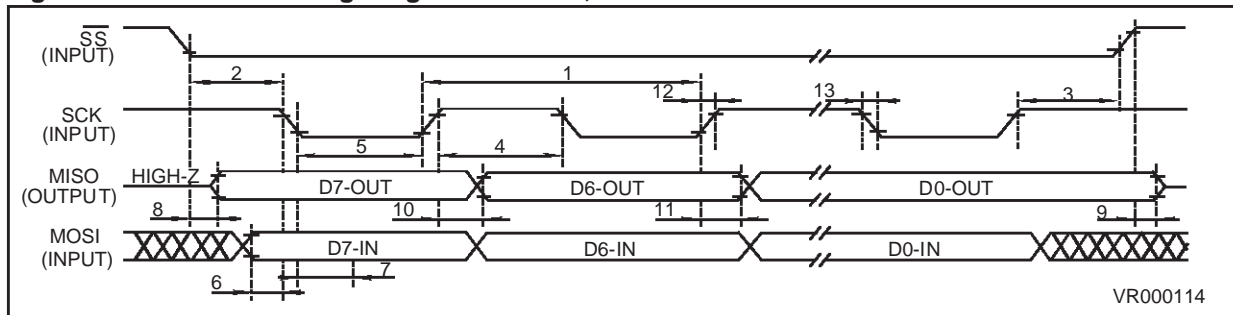 SS
(INPUT)
2
1
12
13
3
SCK
(INPUT)
5
4
MISO
(OUTPUT)
HIGH-Z
D7-OUT
D6-OUT
D0-OUT
8
10
11
9
MOSI
(INPUT)
D7-IN
D6-IN
D0-IN
6
7
VR000114